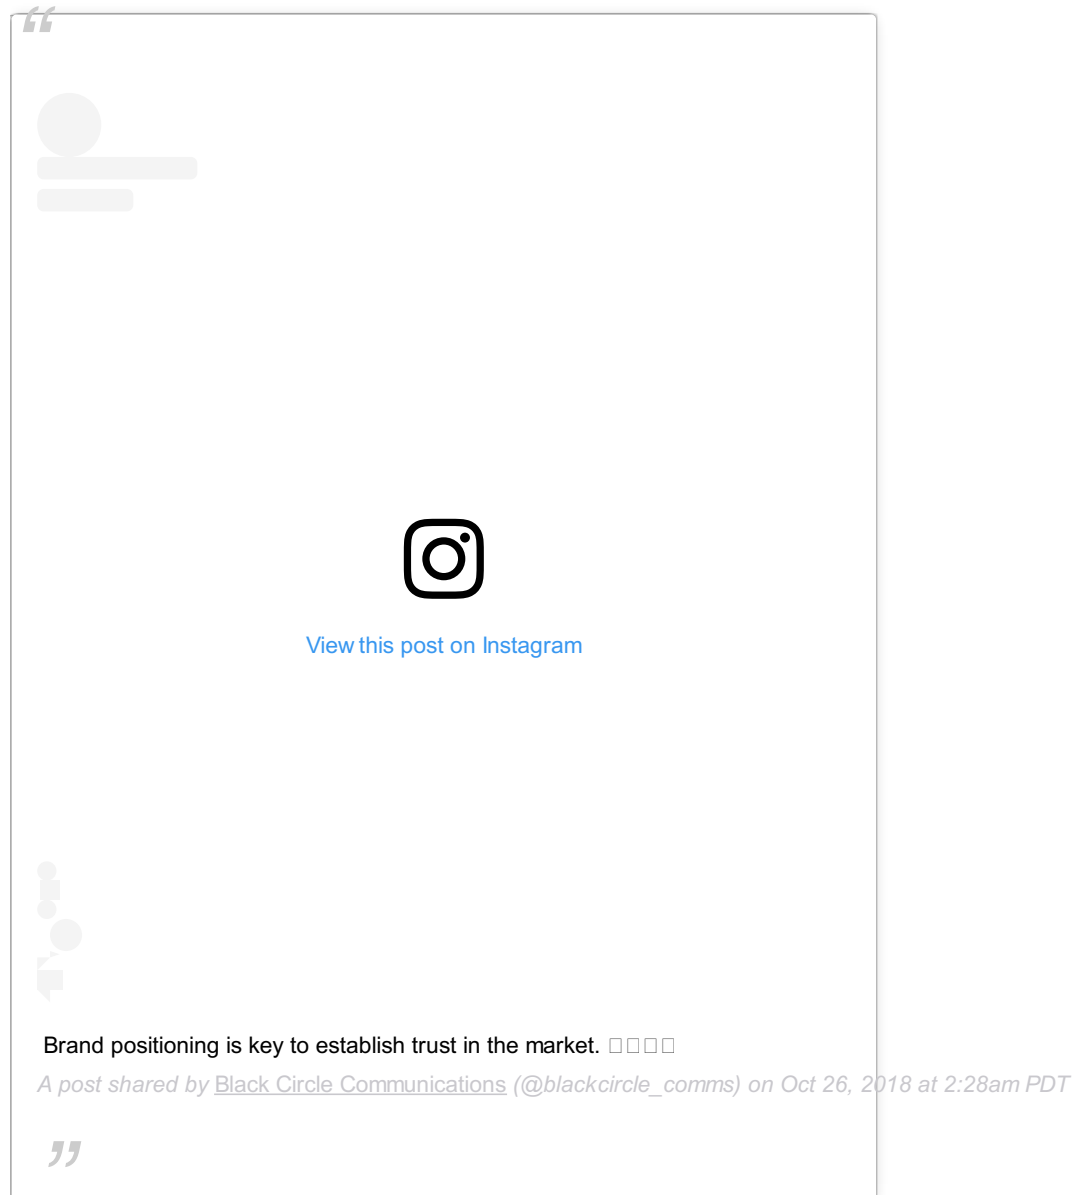 “
View this post on Instagram
Brand positioning is key to establish trust in the market. □□□□
A post shared by Black Circle Communications (@blackcircle_comms) on Oct 26, 2018 at 2:28am PDT
”